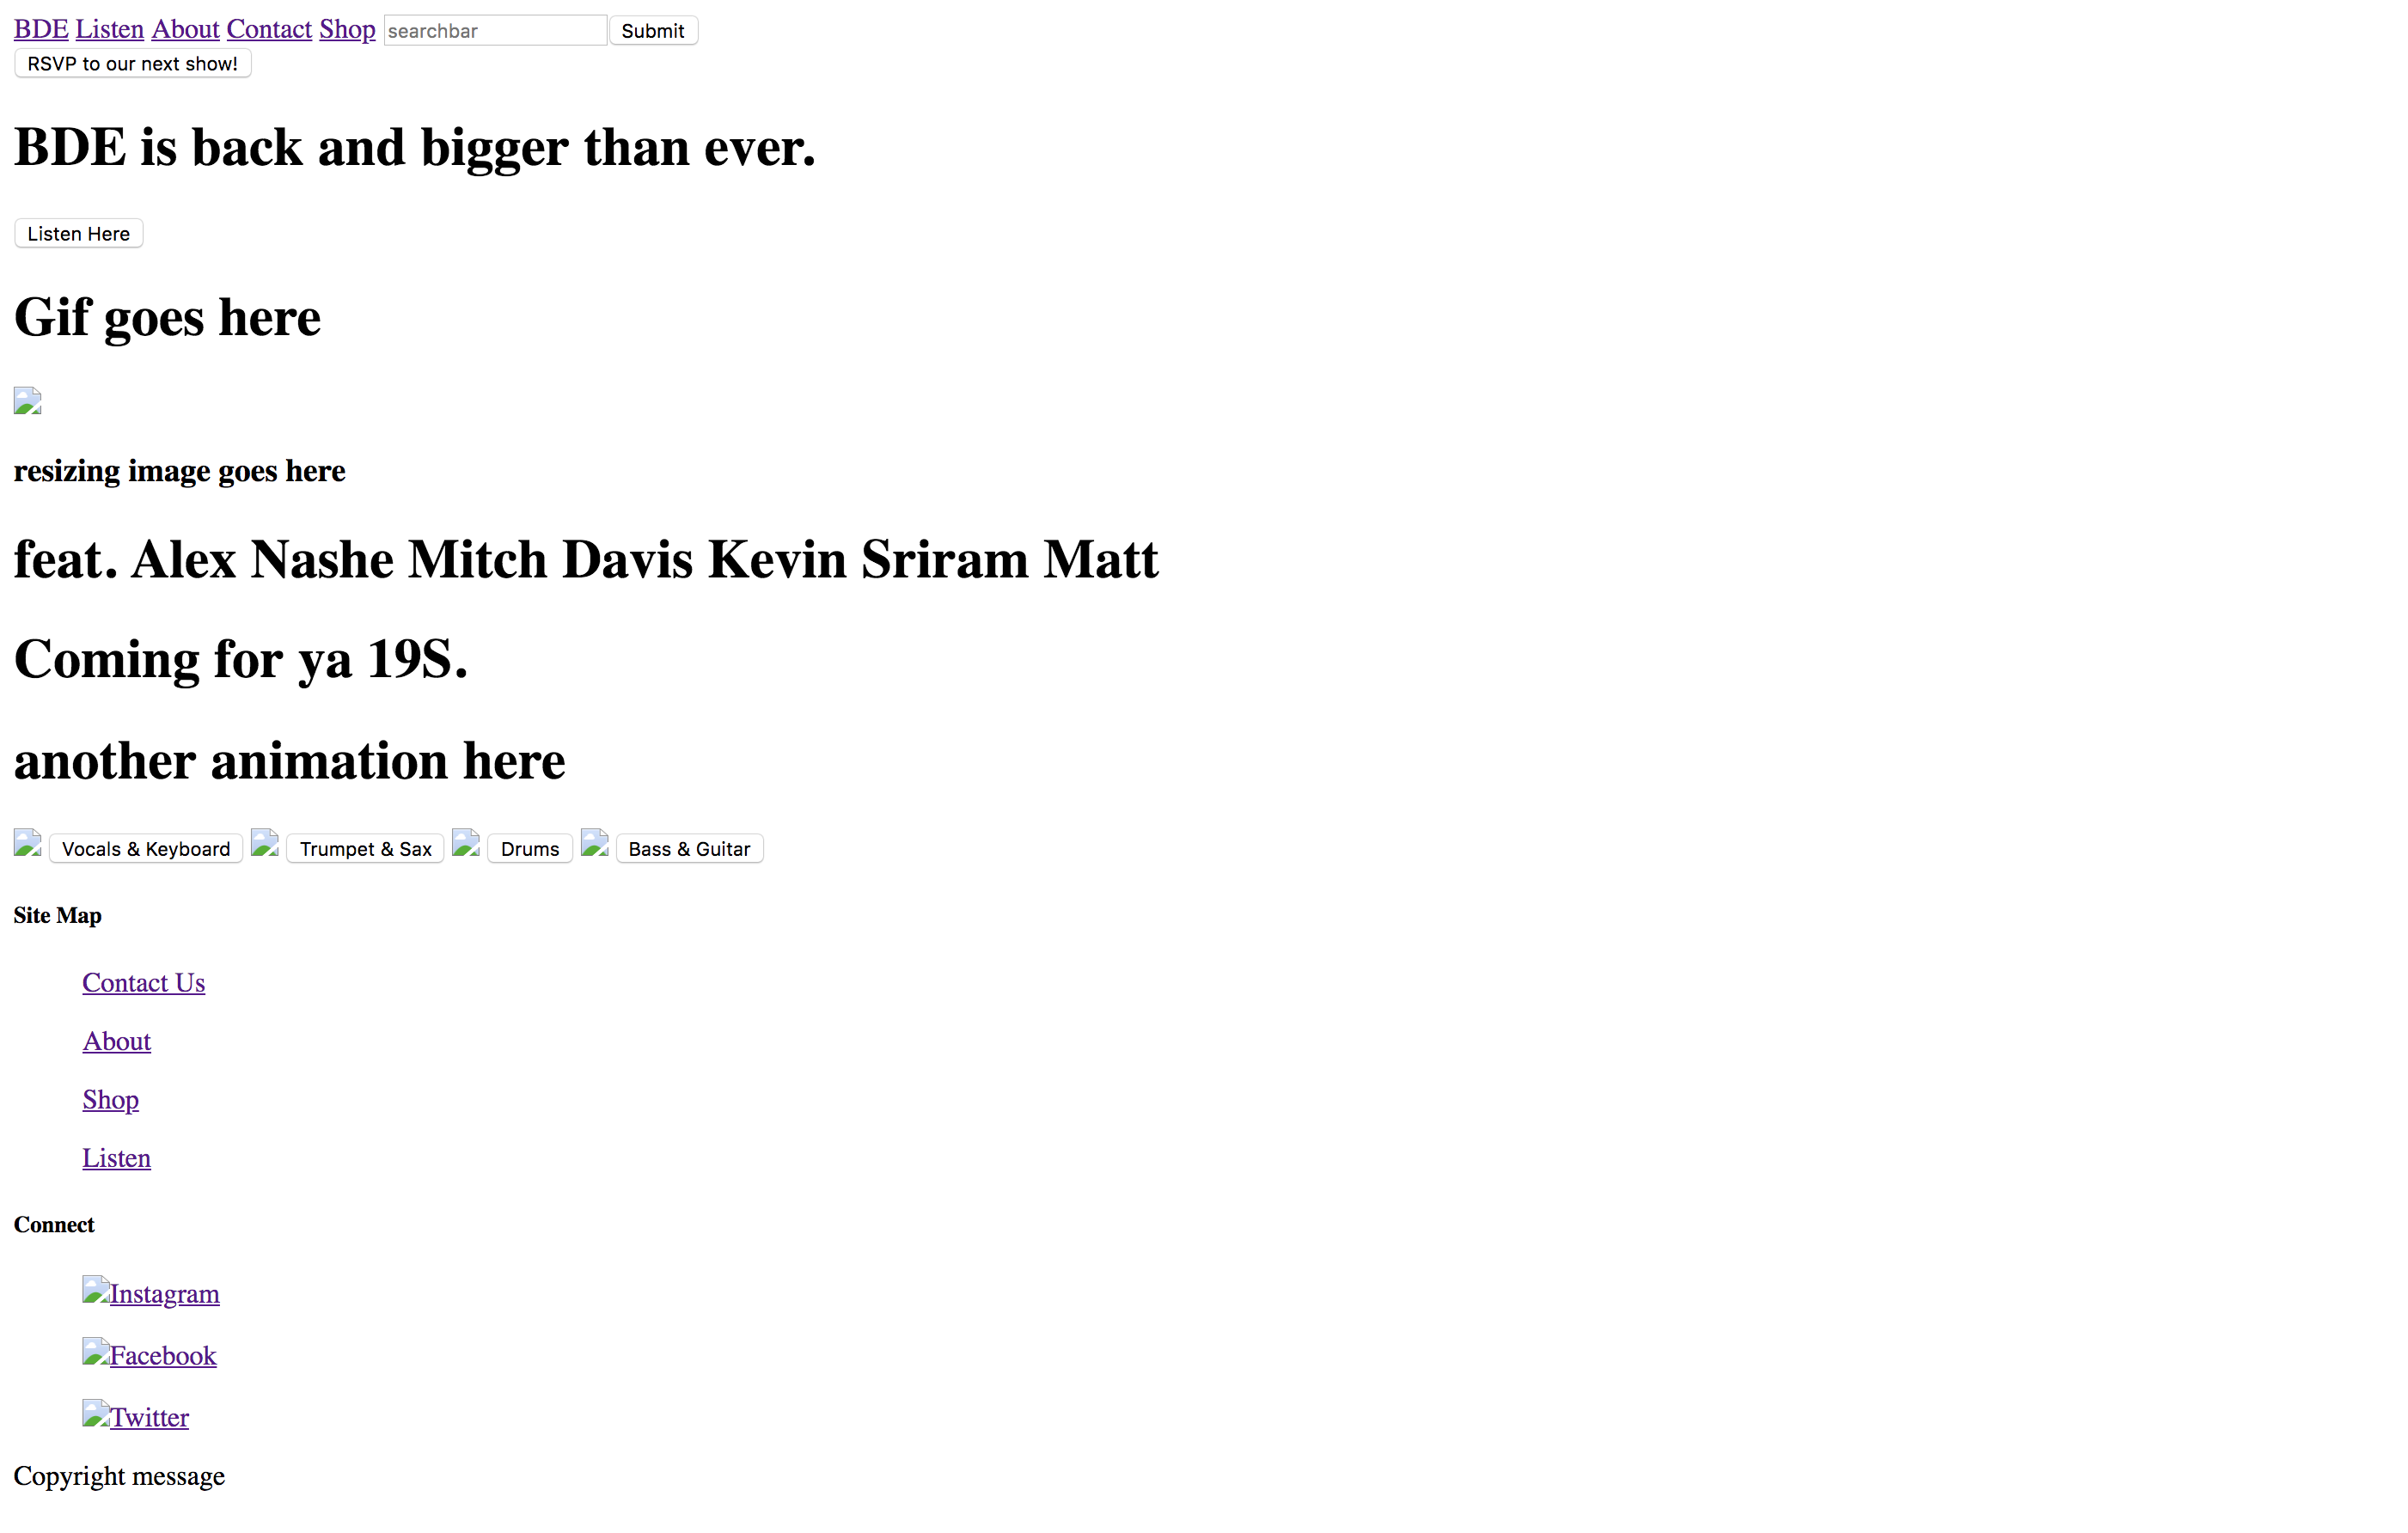 BDE Listen About Contact Shop searchbar Submit
RSVP to our next show!
BDE is back and bigger than ever.
Listen Here
Gif goes here
resizing image goes here
feat. Alex Nashe Mitch Davis Kevin Sriram Matt
Coming for ya 19S.
another animation here
Vocals & Keyboard Trumpet & Sax Drums Bass & Guitar
Site Map
Contact Us
About
Shop
Listen
Connect
Instagram
Facebook
Twitter
Copyright message